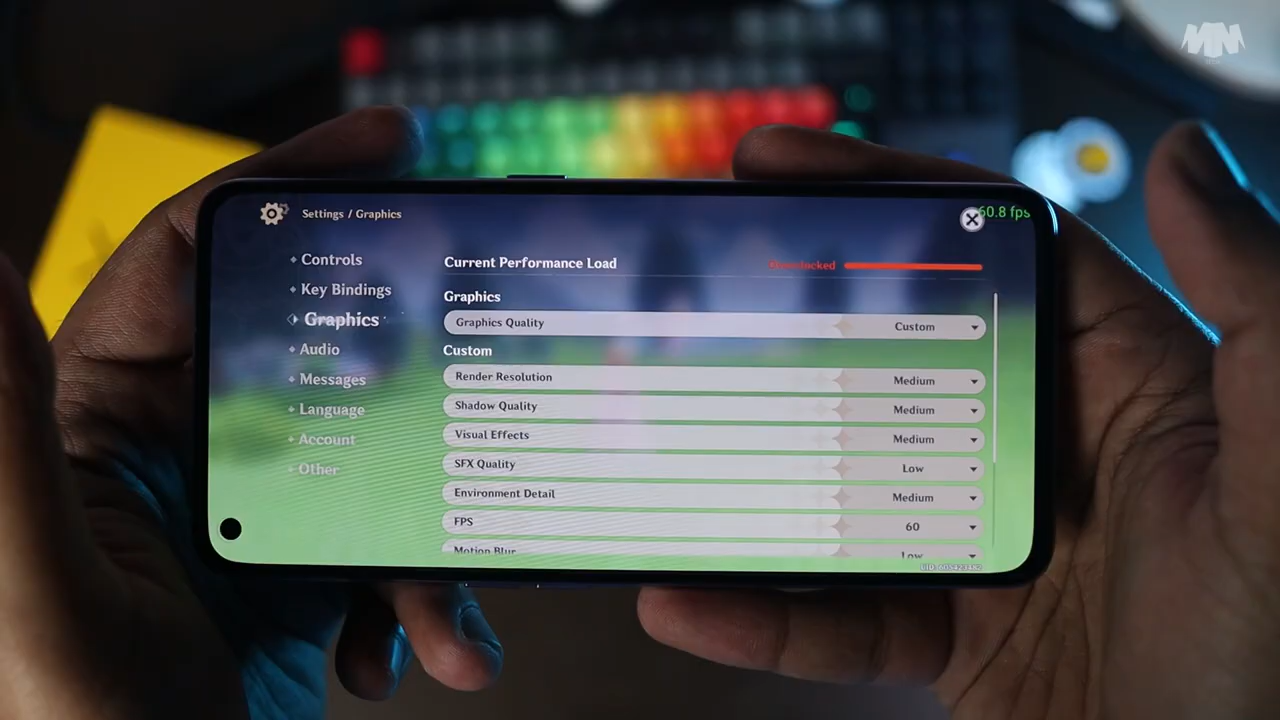 MN
TECH
60.8 fps
Settings / Graphics
Controls
Key Bindings
Graphics
Audio
Messages
Language
Account
Other
Current Performance Load
Overclocked
Graphics
Graphics Quality Custom
Custom
Render Resolution Medium
Shadow Quality Medium
Visual Effects Medium
SFX Quality Low
Environment Detail Medium
FPS 60
Motion Blur Low